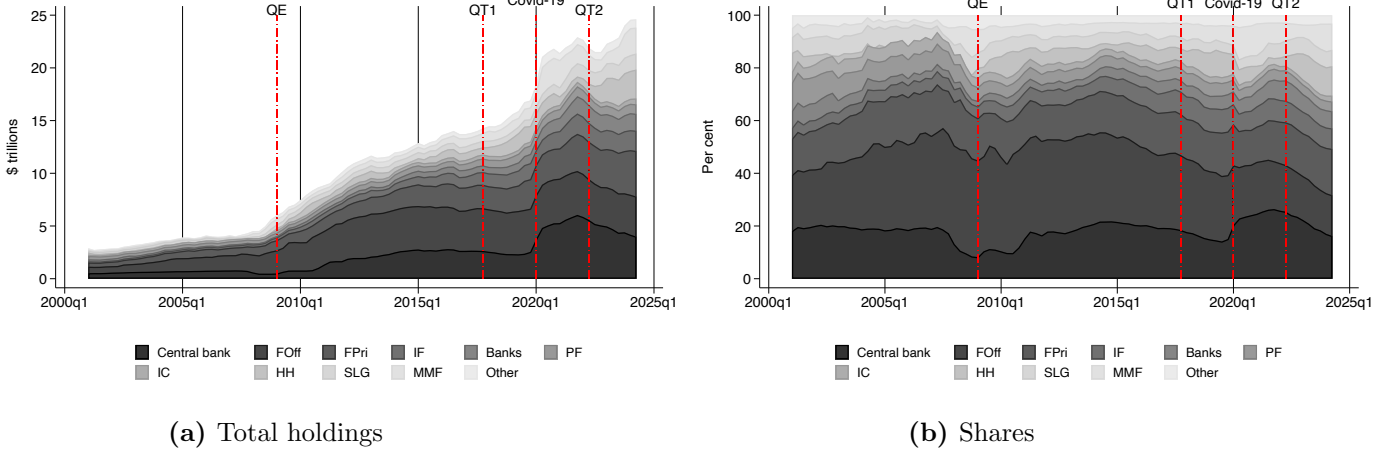 Covid-19
QE QT1 QT2
25
20
15
10
5
0
$ trillions
2000q1 2005q1 2010q1 2015q1 2020q1 2025q1
Central bank FOff FPri IF Banks PF
IC HH SLG MMF Other
(a) Total holdings
QE QT1 Covid-19 QT2
100
80
60
40
20
0
Per cent
2000q1 2005q1 2010q1 2015q1 2020q1 2025q1
Central bank FOff FPri IF Banks PF
IC HH SLG MMF Other
(b) Shares